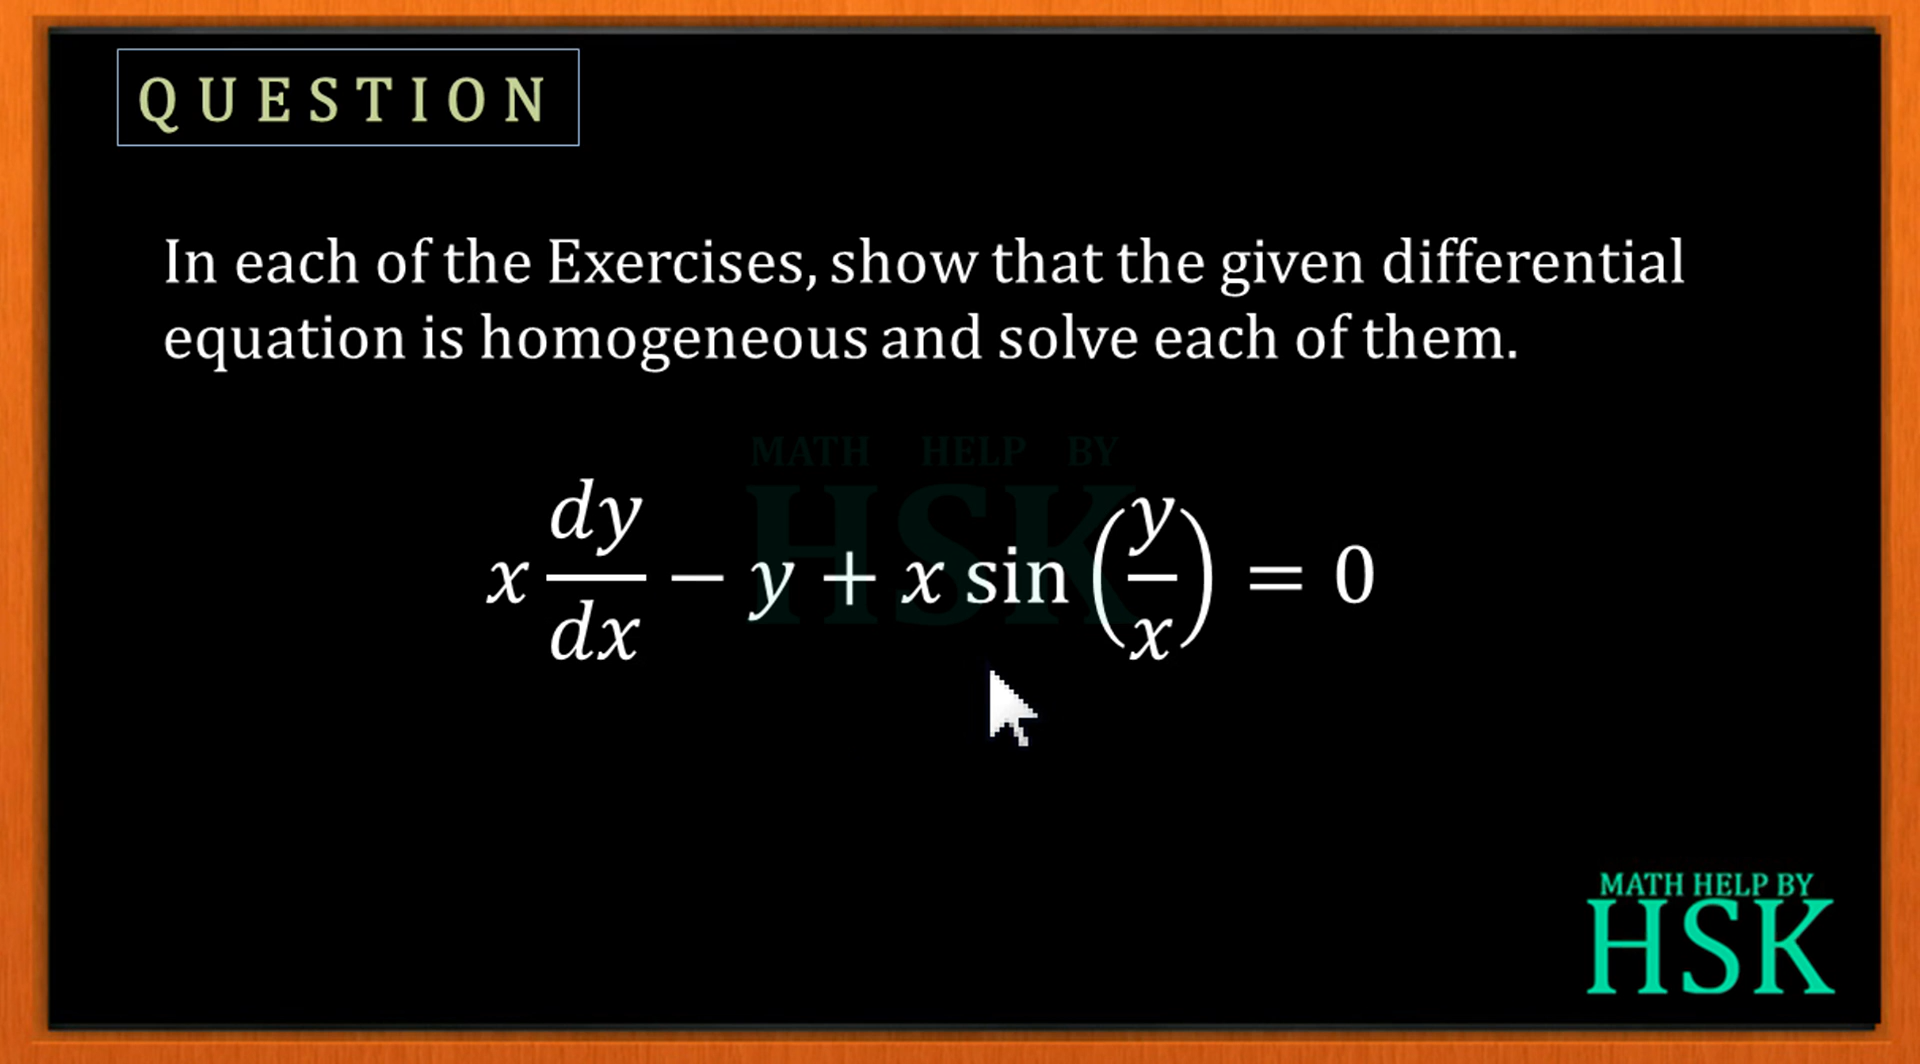 QUESTION
In each of the Exercises, show that the given differential
equation is homogeneous and solve each of them.
MATH HELP BY
HSK
x dy/dx − y + x sin (y/x) = 0
MATH HELP BY
HSK